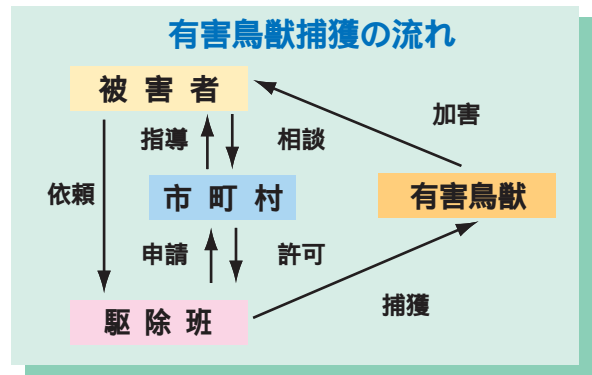 有害鳥獣捕獲の流れ
被害者
加害
指導
相談
依頼
市町村
有害鳥獣
申請
許可
捕獲
駆除班